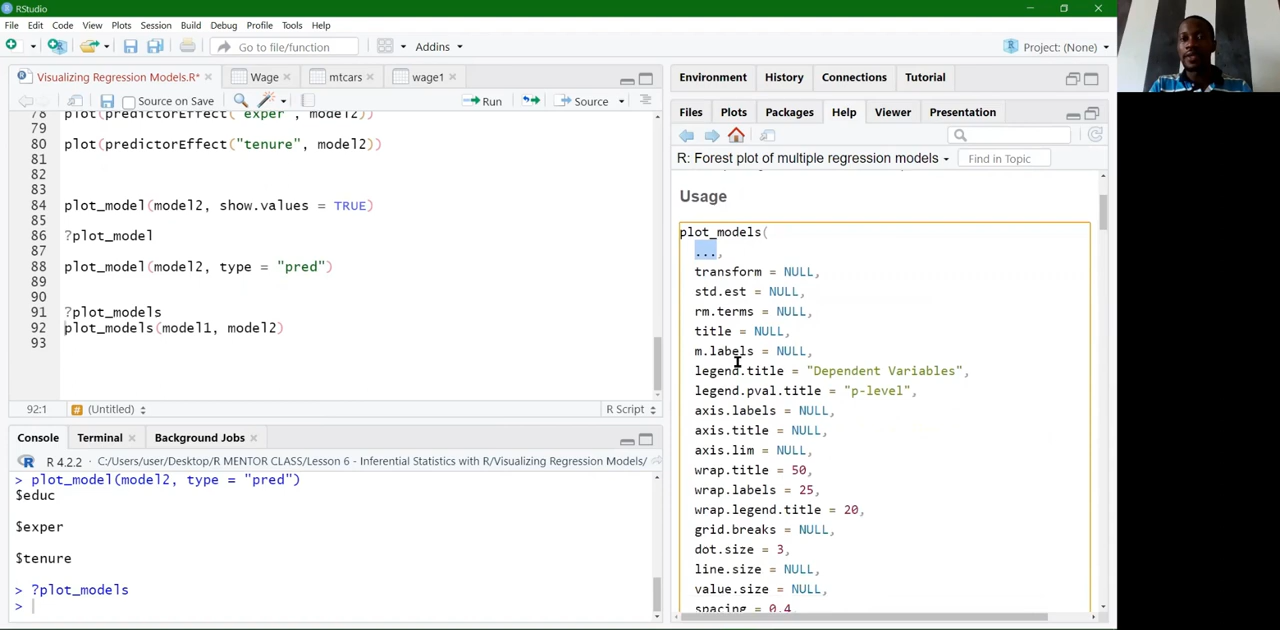 RStudio
File Edit Code View Plots Session Build Debug Profile Tools Help
Go to file/function Addins Project: (None)
Visualizing Regression Models.R* Wage mtcars wage1
Source on Save Run Source
78 plot(predictorEffect("exper", model2))
79
80 plot(predictorEffect("tenure", model2))
81
82
83
84 plot_model(model2, show.values = TRUE)
85
86 ?plot_model
87
88 plot_model(model2, type = "pred")
89
90
91 ?plot_models
92 plot_models(model1, model2)
93
92:1 # (Untitled) R Script
Console Terminal Background Jobs
R 4.2.2 · C:/Users/user/Desktop/R MENTOR CLASS/Lesson 6 - Inferential Statistics with R/Visualizing Regression Models/
> plot_model(model2, type = "pred")
$educ
$exper
$tenure
> ?plot_models
>
Environment History Connections Tutorial
Files Plots Packages Help Viewer Presentation
R: Forest plot of multiple regression models Find in Topic
Usage
plot_models(
...,
transform = NULL,
std.est = NULL,
rm.terms = NULL,
title = NULL,
m.labels = NULL,
legend.title = "Dependent Variables",
legend.pval.title = "p-level",
axis.labels = NULL,
axis.title = NULL,
axis.lim = NULL,
wrap.title = 50,
wrap.labels = 25,
wrap.legend.title = 20,
grid.breaks = NULL,
dot.size = 3,
line.size = NULL,
value.size = NULL,
spacing = 0.4,